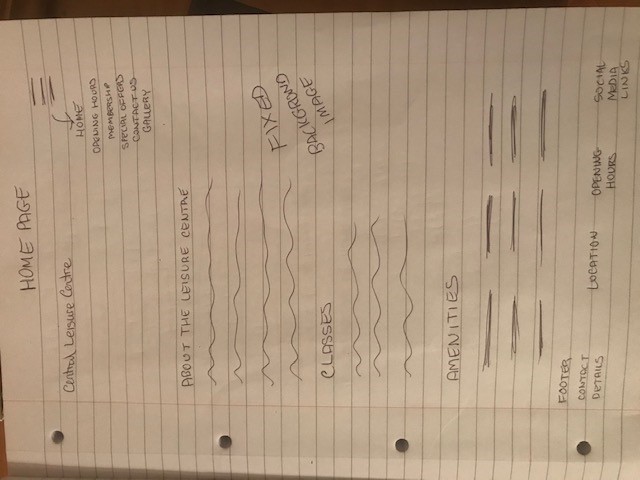 HOME PAGE
Central Leisure Centre
HOME
OPENING HOURS
MEMBERSHIP
SPECIAL OFFERS
CONTACT US
GALLERY
ABOUT THE LEISURE CENTRE
FIXED
BACKGROND
IMAGE
CLASSES
AMENITIES
FOOTER
CONTACT
DETAILS
LOCATION
OPENING
HOURS
SOCIAL
MEDIA
LINKS